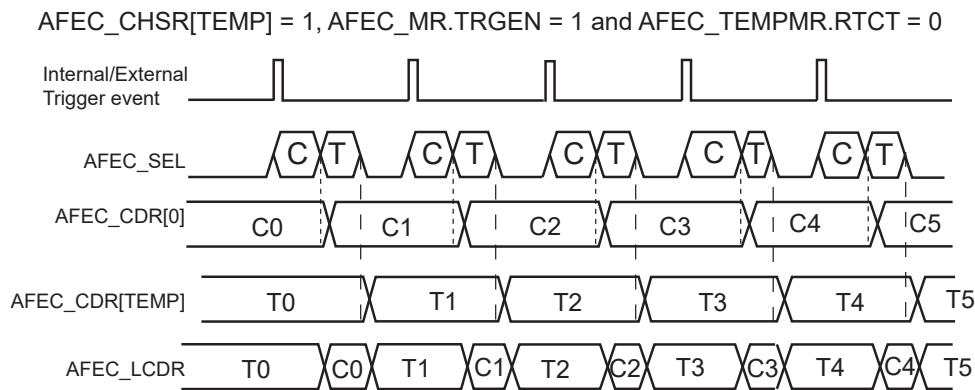 AFEC_CHSR[TEMP] = 1, AFEC_MR.TRGEN = 1 and AFEC_TEMPMR.RTCT = 0
Internal/External
Trigger event
AFEC_SEL C T C T C T C T C T
AFEC_CDR[0] C0 C1 C2 C3 C4 C5
AFEC_CDR[TEMP] T0 T1 T2 T3 T4 T5
AFEC_LCDR T0 C0 T1 C1 T2 C2 T3 C3 T4 C4 T5